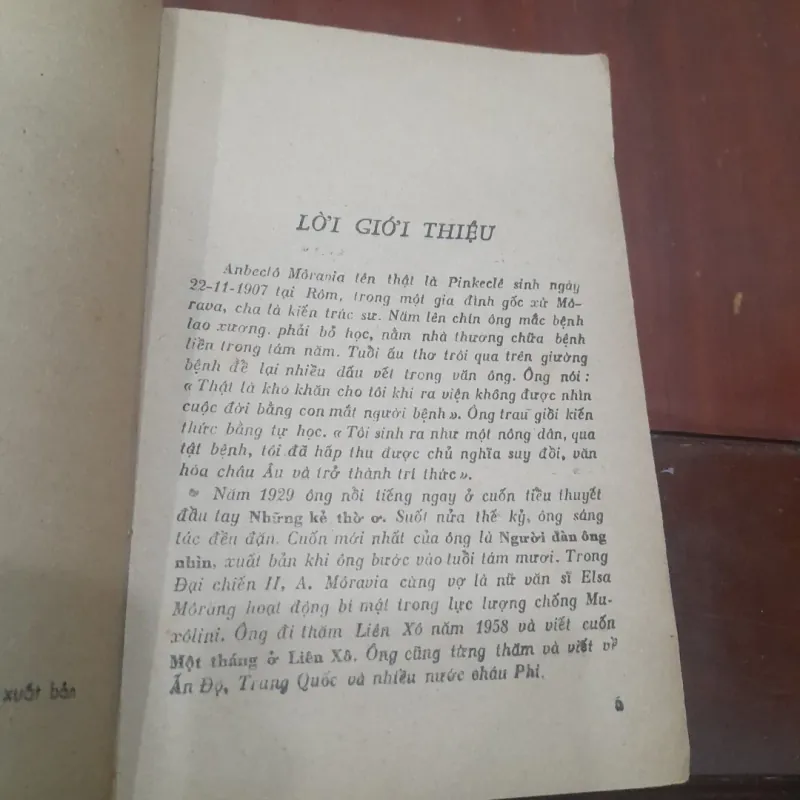 LỜI GIỚI THIỆU
Anbectô Môravia tên thật là Pinkeclê sinh ngày
22-11-1907 tại Rôm, trong một gia đình gốc xứ Mô-
rava, cha là kiến trúc sư. Năm lên chín ông mắc bệnh
lao xương. phải bỏ học, nằm nhà thương chữa bệnh
liền trong tám năm. Tuổi ấu thơ trôi qua trên giường
bệnh để lại nhiều dấu vết trong văn ông. Ông nói :
« Thật là khó khăn cho tôi khi ra viện không được nhìn
cuộc đời bằng con mắt người bệnh ». Ông trau giồi kiến
thức bằng tự học. « Tôi sinh ra như một nông dân, qua
tật bệnh, tôi đã hấp thu được chủ nghĩa suy đồi, văn
hóa châu Âu và trở thành trí thức ».
Năm 1929 ông nổi tiếng ngay ở cuốn tiểu thuyết
đầu tay Những kẻ thờ ơ. Suốt nửa thế kỷ, ông sáng
tác đều đặn. Cuốn mới nhất của ông là Người đàn ông
nhìn, xuất bản khi ông bước vào tuổi tám mươi. Trong
Đại chiến II, A. Môravia cùng vợ là nữ văn sĩ Elsa
Môrang hoạt động bí mật trong lực lượng chống Mu-
xôlini. Ông đi thăm Liên Xô năm 1958 và viết cuốn
Một tháng ở Liên Xô. Ông cũng từng thăm và viết về
Ấn Độ, Trung Quốc và nhiều nước châu Phi.
xuất bản